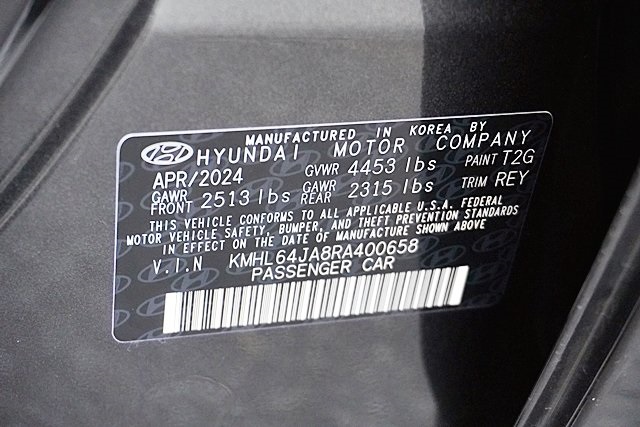 MANUFACTURED IN KOREA BY
HYUNDAI MOTOR COMPANY
APR/2024 GVWR 4453 lbs PAINT T2G
GAWR FRONT 2513 lbs GAWR REAR 2315 lbs TRIM REY
THIS VEHICLE CONFORMS TO ALL APPLICABLE U.S.A. FEDERAL
MOTOR VEHICLE SAFETY, BUMPER, AND THEFT PREVENTION STANDARDS
IN EFFECT ON THE DATE OF MANUFACTURE SHOWN ABOVE
V.I.N KMHL64JA8RA400658
PASSENGER CAR